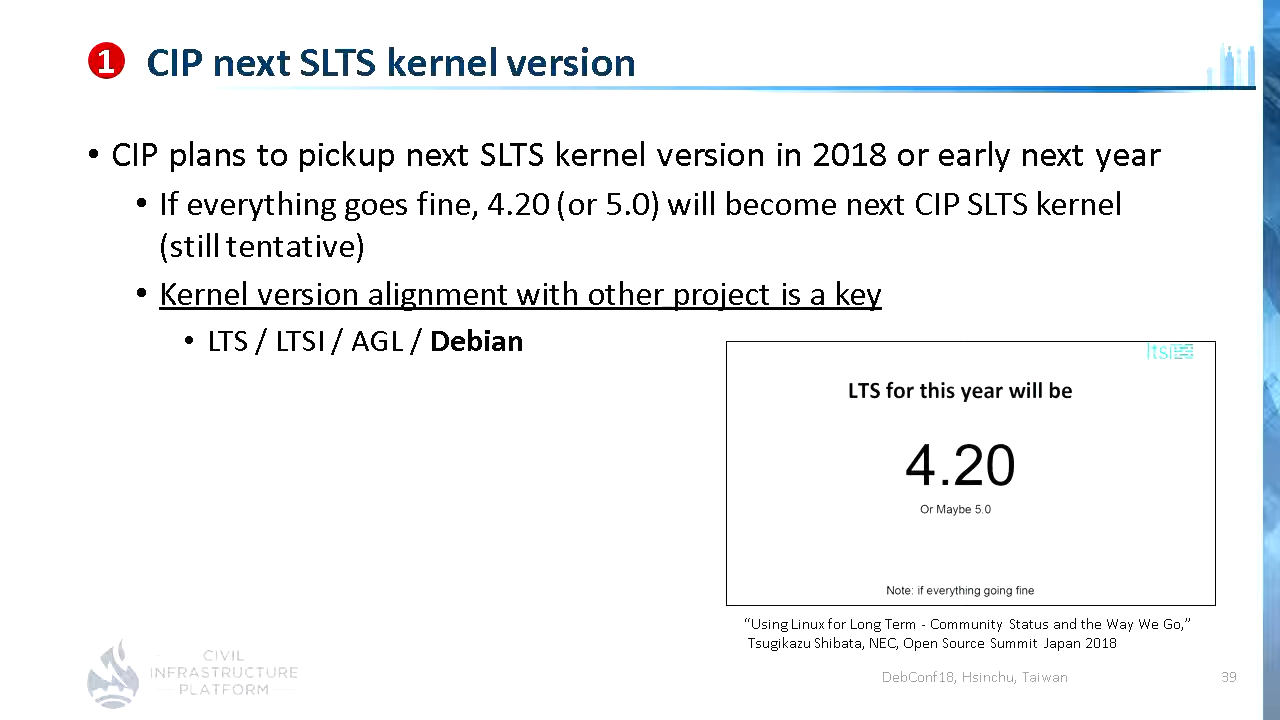 ❶ CIP next SLTS kernel version
• CIP plans to pickup next SLTS kernel version in 2018 or early next year
• If everything goes fine, 4.20 (or 5.0) will become next CIP SLTS kernel
(still tentative)
• Kernel version alignment with other project is a key
• LTS / LTSI / AGL / Debian
ltsi
LTS for this year will be
4.20
Or Maybe 5.0
Note: if everything going fine
“Using Linux for Long Term - Community Status and the Way We Go,”
Tsugikazu Shibata, NEC, Open Source Summit Japan 2018
CIVIL
INFRASTRUCTURE
PLATFORM
DebConf18, Hsinchu, Taiwan
39